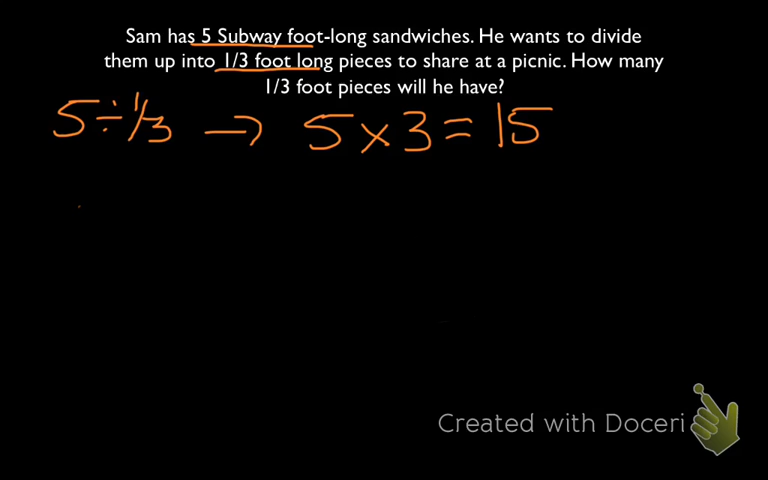 Sam has 5 Subway foot-long sandwiches. He wants to divide
them up into 1/3 foot long pieces to share at a picnic. How many
1/3 foot pieces will he have?
5 ÷ 1/3 → 5 × 3 = 15
Created with Doceri